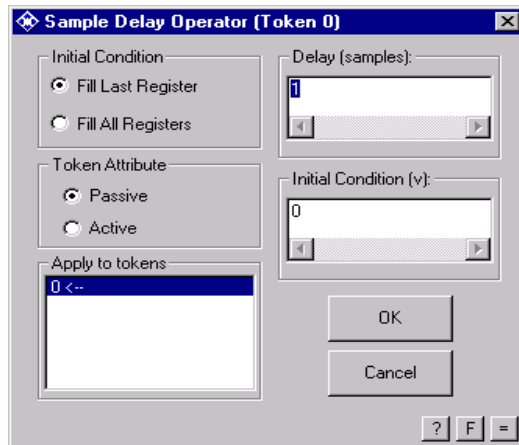 Sample Delay Operator (Token 0)
Initial Condition
Fill Last Register
Fill All Registers
Token Attribute
Passive
Active
Apply to tokens
0 <--
Delay (samples):
1
Initial Condition (v):
0
OK
Cancel
? F =